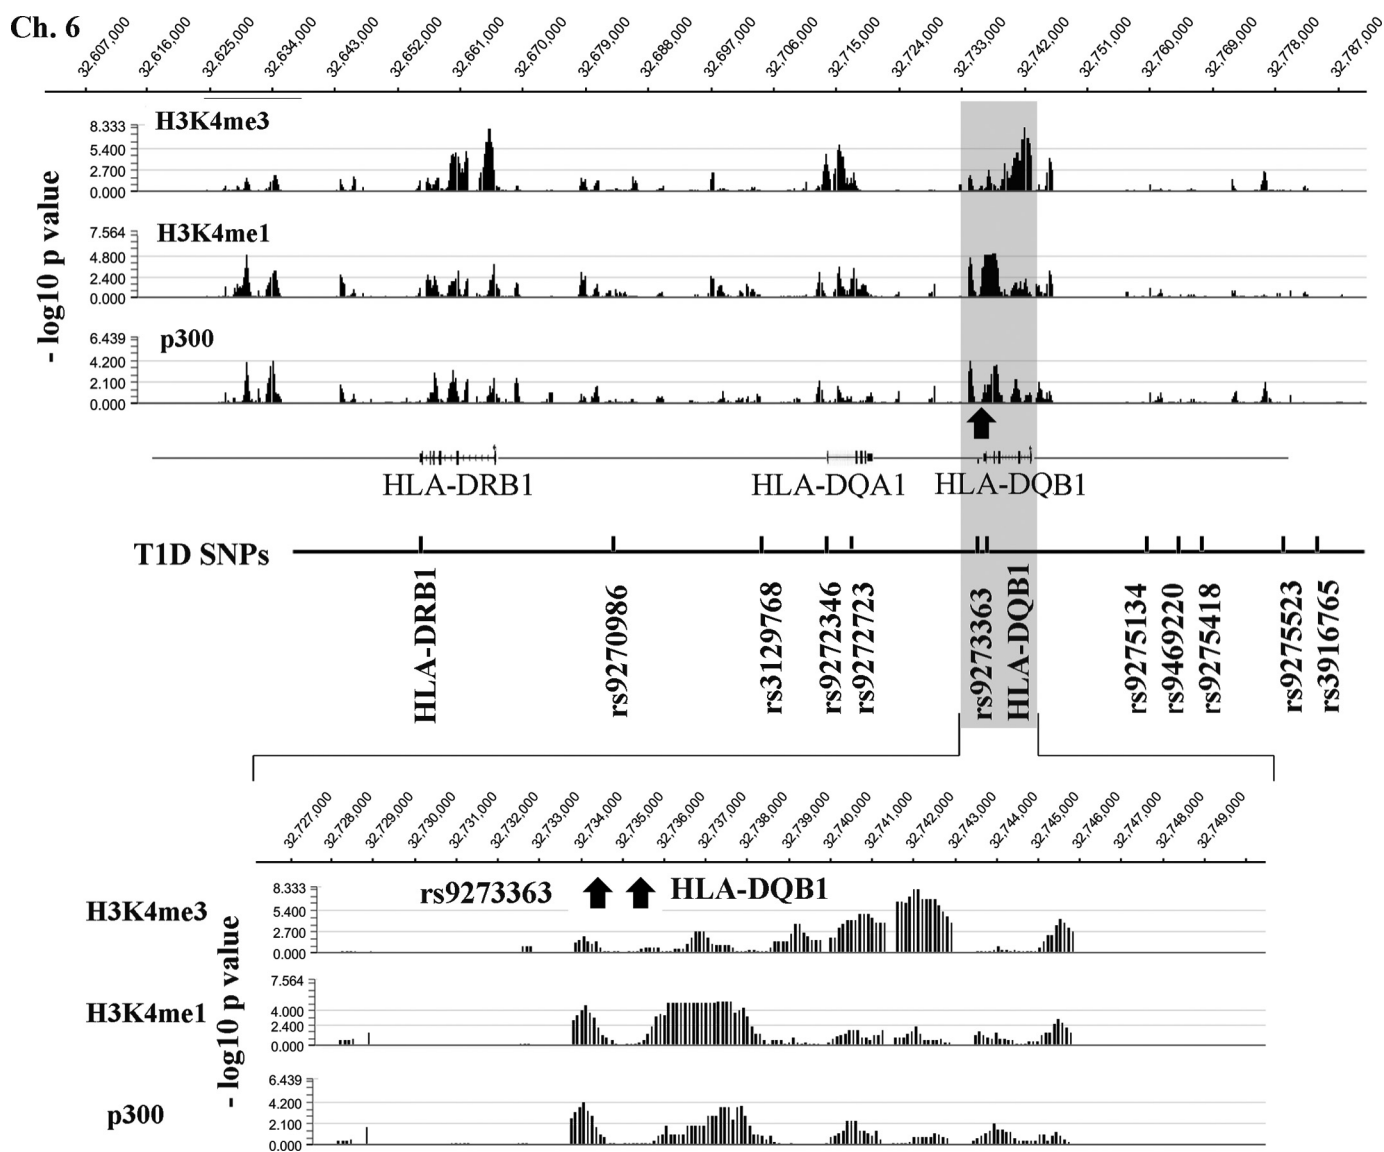 Ch. 6
32,607,000 32,616,000 32,625,000 32,634,000 32,643,000 32,652,000 32,661,000 32,670,000 32,679,000 32,688,000 32,697,000 32,706,000 32,715,000 32,724,000 32,733,000 32,742,000 32,751,000 32,760,000 32,769,000 32,778,000 32,787,000
- log10 p value
H3K4me3
8.333
5.400
2.700
0.000
H3K4me1
7.564
4.800
2.400
0.000
p300
6.439
4.200
2.100
0.000
HLA-DRB1 HLA-DQA1 HLA-DQB1
T1D SNPs
HLA-DRB1 rs9270986 rs3129768 rs9272346 rs9272723 rs9273363 HLA-DQB1 rs9275134 rs9469220 rs9275418 rs9275523 rs3916765
32,727,000 32,728,000 32,729,000 32,730,000 32,731,000 32,732,000 32,733,000 32,734,000 32,735,000 32,736,000 32,737,000 32,738,000 32,739,000 32,740,000 32,741,000 32,742,000 32,743,000 32,744,000 32,745,000 32,746,000 32,747,000 32,748,000 32,749,000
rs9273363 HLA-DQB1
- log10 p value
H3K4me3
8.333
5.400
2.700
0.000
H3K4me1
7.564
4.000
2.400
0.000
p300
6.439
4.200
2.100
0.000